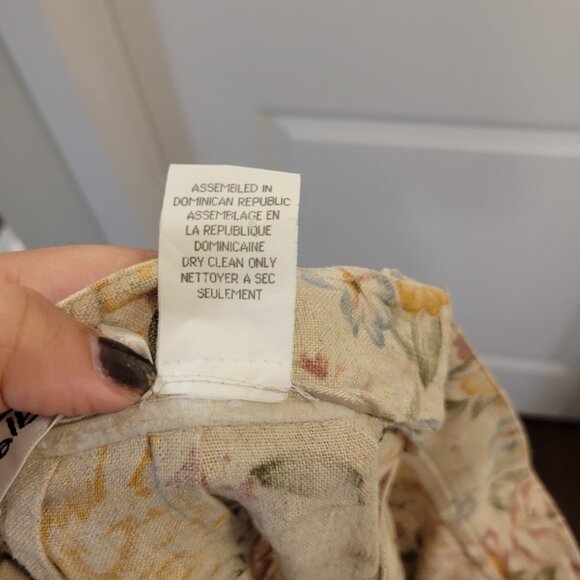 ASSEMBLED IN
DOMINICAN REPUBLIC
ASSEMBLAGE EN
LA REPUBLIQUE
DOMINICAINE
DRY CLEAN ONLY
NETTOYER A SEC
SEULEMENT